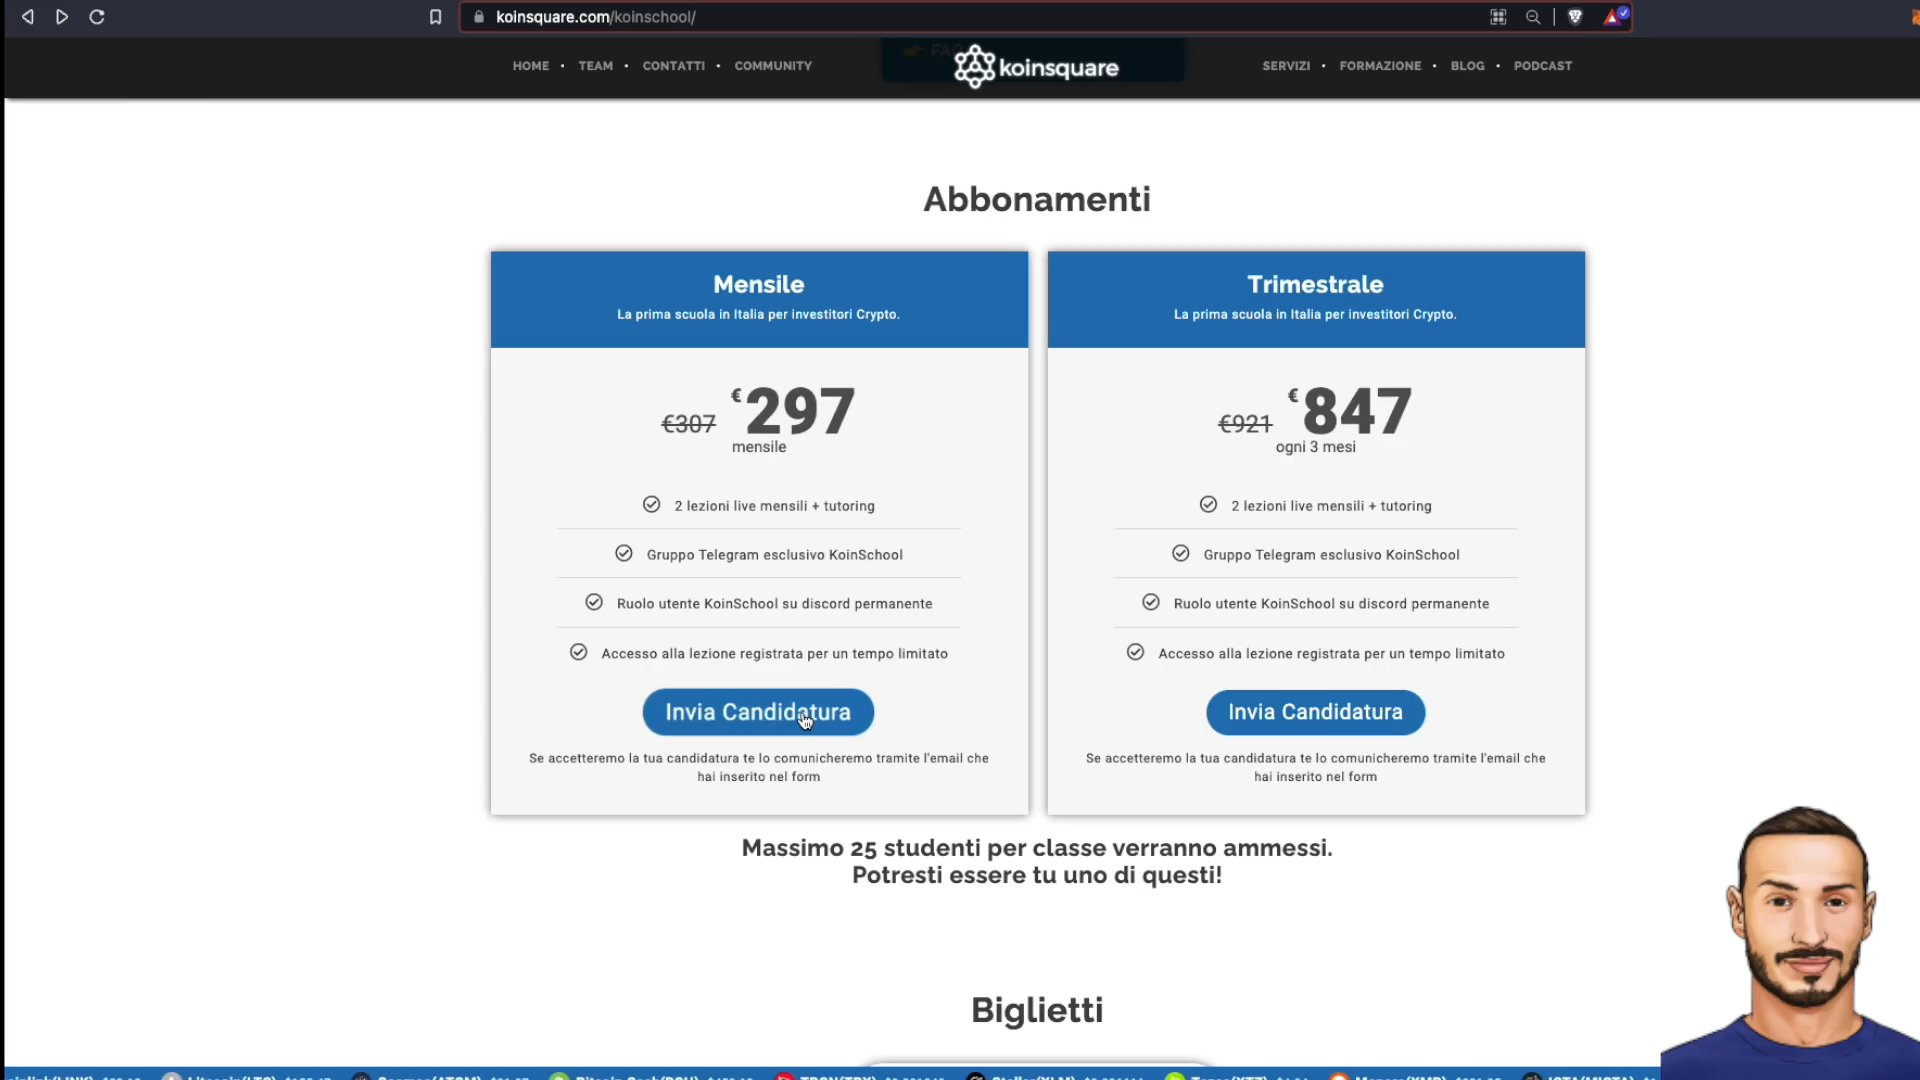 koinsquare.com/koinschool/
HOME • TEAM • CONTATTI • COMMUNITY
koinsquare
SERVIZI • FORMAZIONE • BLOG • PODCAST
Abbonamenti
Mensile
La prima scuola in Italia per investitori Crypto.
€307 €297
mensile
2 lezioni live mensili + tutoring
Gruppo Telegram esclusivo KoinSchool
Ruolo utente KoinSchool su discord permanente
Accesso alla lezione registrata per un tempo limitato
Invia Candidatura
Se accetteremo la tua candidatura te lo comunicheremo tramite l'email che
hai inserito nel form
Trimestrale
La prima scuola in Italia per investitori Crypto.
€921 €847
ogni 3 mesi
2 lezioni live mensili + tutoring
Gruppo Telegram esclusivo KoinSchool
Ruolo utente KoinSchool su discord permanente
Accesso alla lezione registrata per un tempo limitato
Invia Candidatura
Se accetteremo la tua candidatura te lo comunicheremo tramite l'email che
hai inserito nel form
Massimo 25 studenti per classe verranno ammessi.
Potresti essere tu uno di questi!
Biglietti